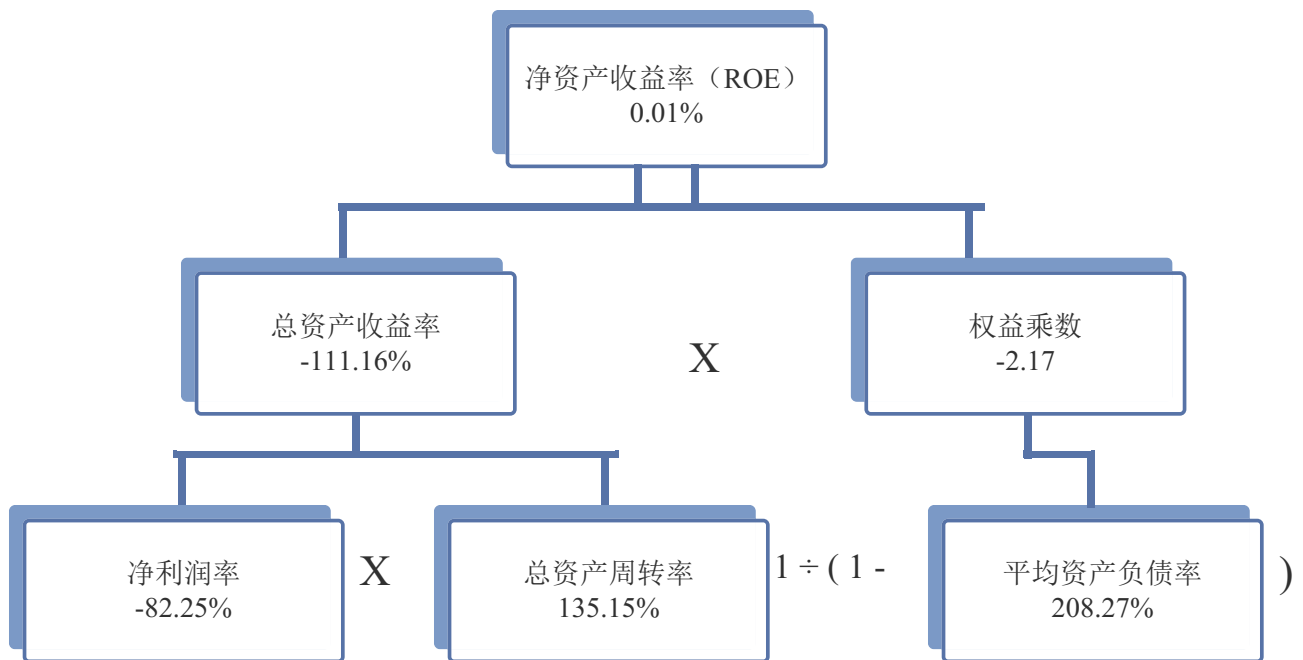 净资产收益率（ROE）
0.01%
总资产收益率
-111.16%
X
权益乘数
-2.17
净利润率
-82.25%
X
总资产周转率
135.15%
1 ÷ ( 1 -
平均资产负债率
208.27%
)